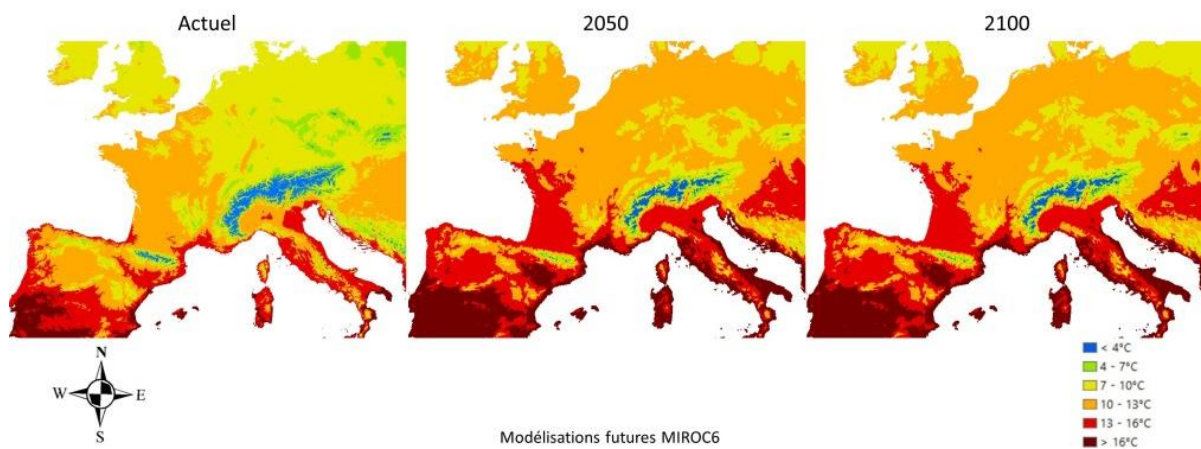 Actuel
2050
2100
N
W
E
S
Modélisations futures MIROC6
< 4°C
4 - 7°C
7 - 10°C
10 - 13°C
13 - 16°C
> 16°C